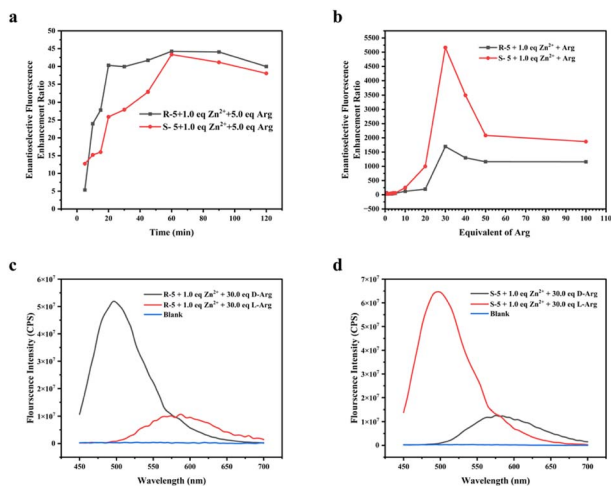 a
Enantioselective Fluorescence
Enhancement Ratio
45
40
35
30
25
20
15
10
5
0
R-5+1.0 eq Zn²⁺+5.0 eq Arg
S- 5+1.0 eq Zn²⁺+5.0 eq Arg
0 20 40 60 80 100 120
Time (min)
b
Enantioselective Fluorescence
Enhancement Ratio
5500
5000
4500
4000
3500
3000
2500
2000
1500
1000
500
0
−500
R-5 + 1.0 eq Zn²⁺ + Arg
S- 5 + 1.0 eq Zn²⁺ + Arg
0 10 20 30 40 50 60 70 80 90 100 110
Equivalent of Arg
c
Flourscence Intensity (CPS)
6×10⁷
5×10⁷
4×10⁷
3×10⁷
2×10⁷
1×10⁷
0
R-5 + 1.0 eq Zn²⁺ + 30.0 eq D-Arg
R-5 + 1.0 eq Zn²⁺ + 30.0 eq L-Arg
Blank
450 500 550 600 650 700
Wavelength (nm)
d
Flourscence Intensity (CPS)
7×10⁷
6×10⁷
5×10⁷
4×10⁷
3×10⁷
2×10⁷
1×10⁷
0
S-5 + 1.0 eq Zn²⁺ + 30.0 eq D-Arg
S-5 + 1.0 eq Zn²⁺ + 30.0 eq L-Arg
Blank
400 450 500 550 600 650 700
Wavelength (nm)